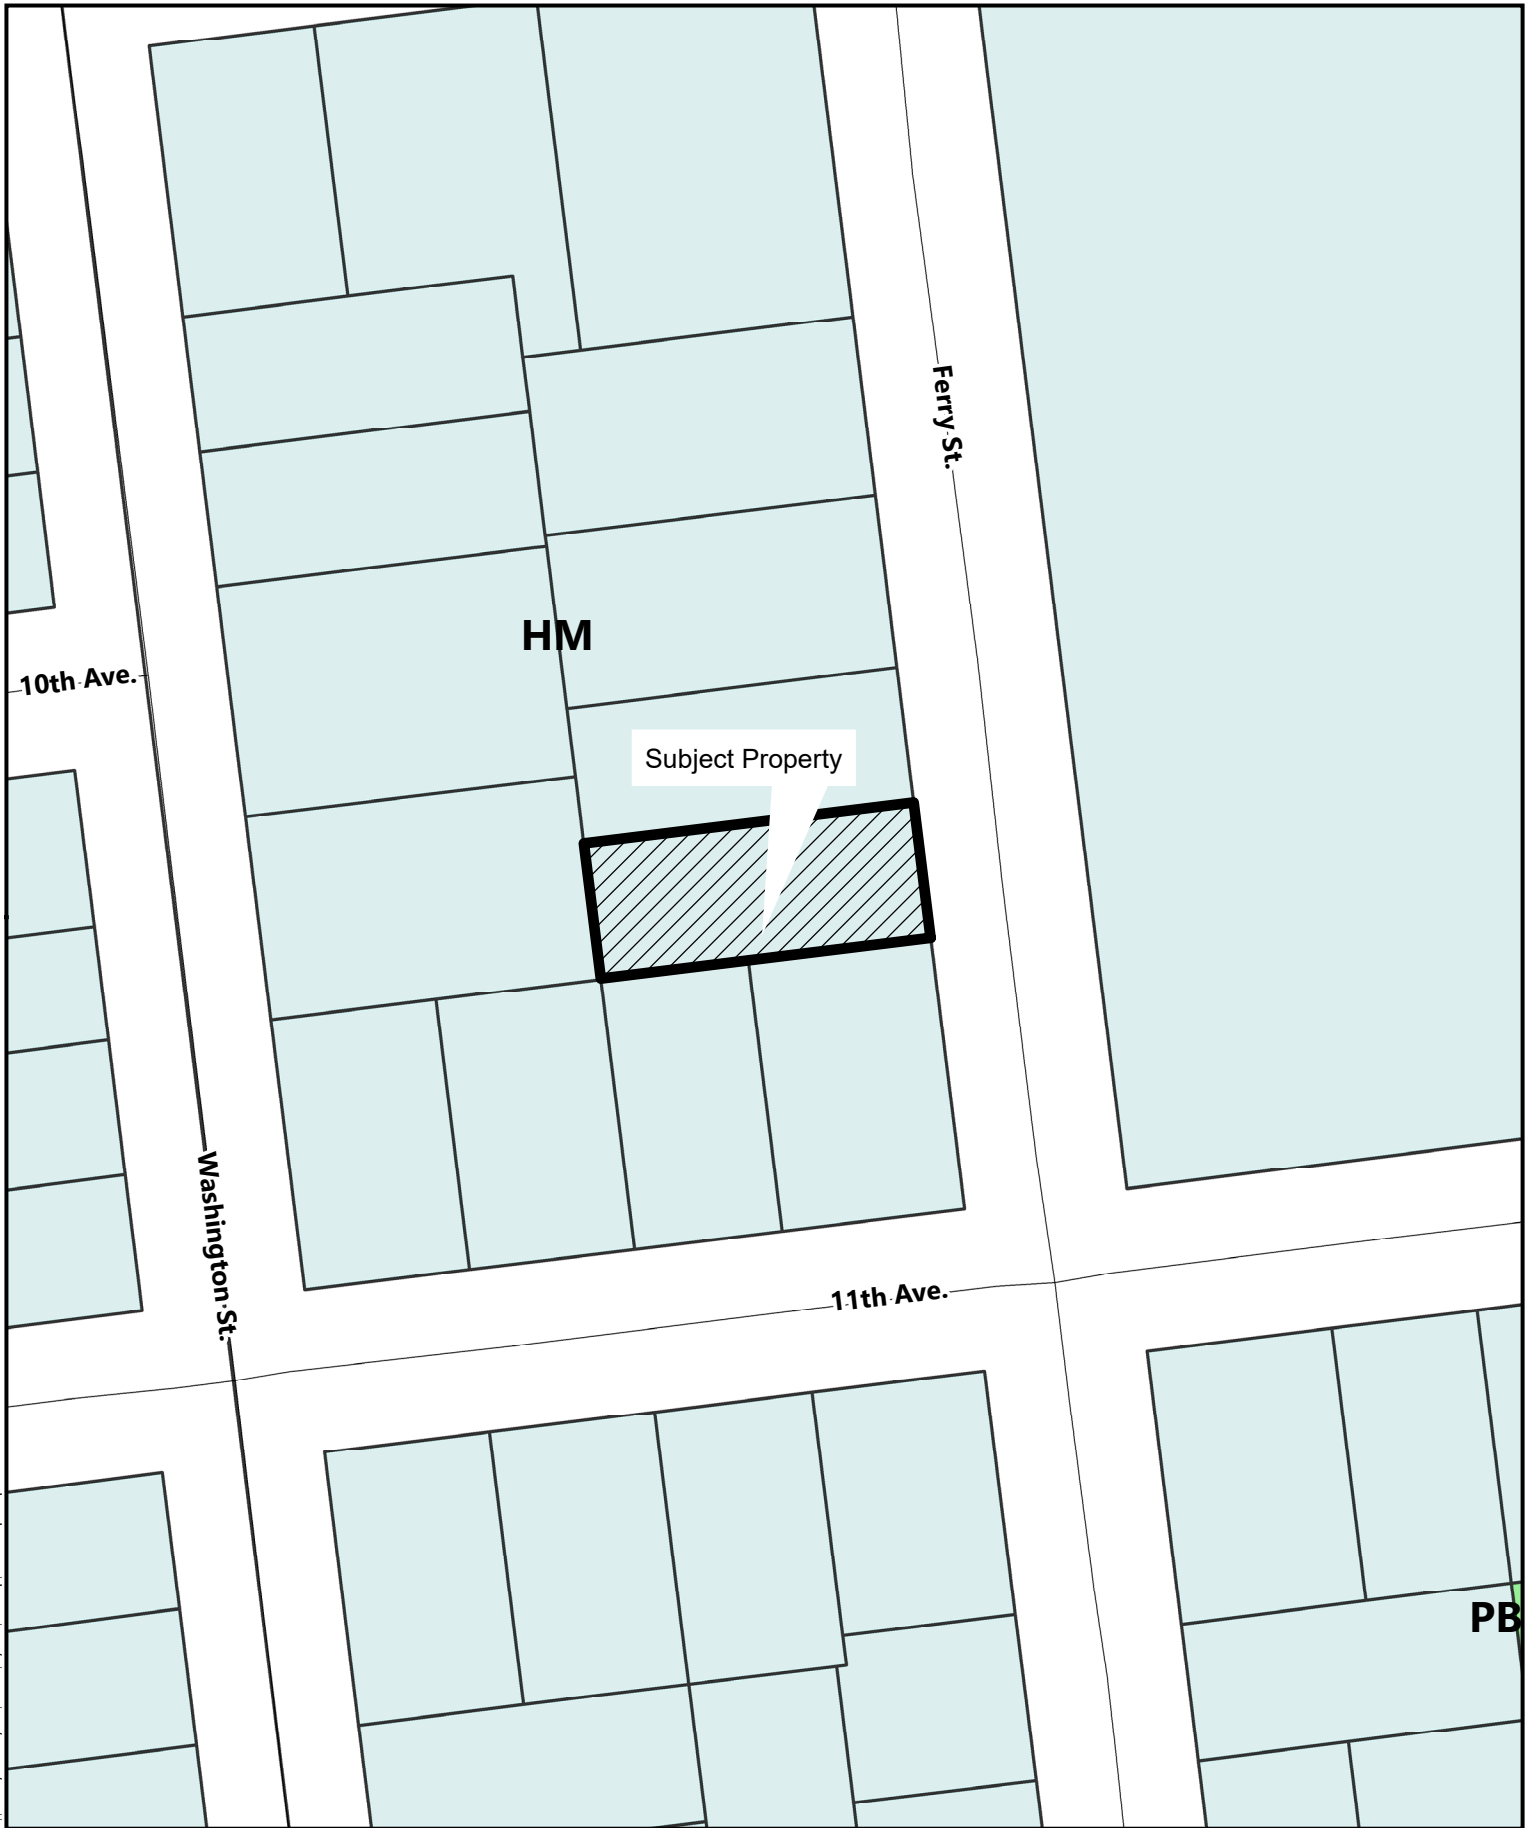 Ferry St.
HM
10th Ave.
Subject Property
Washington St.
11th Ave.
PB